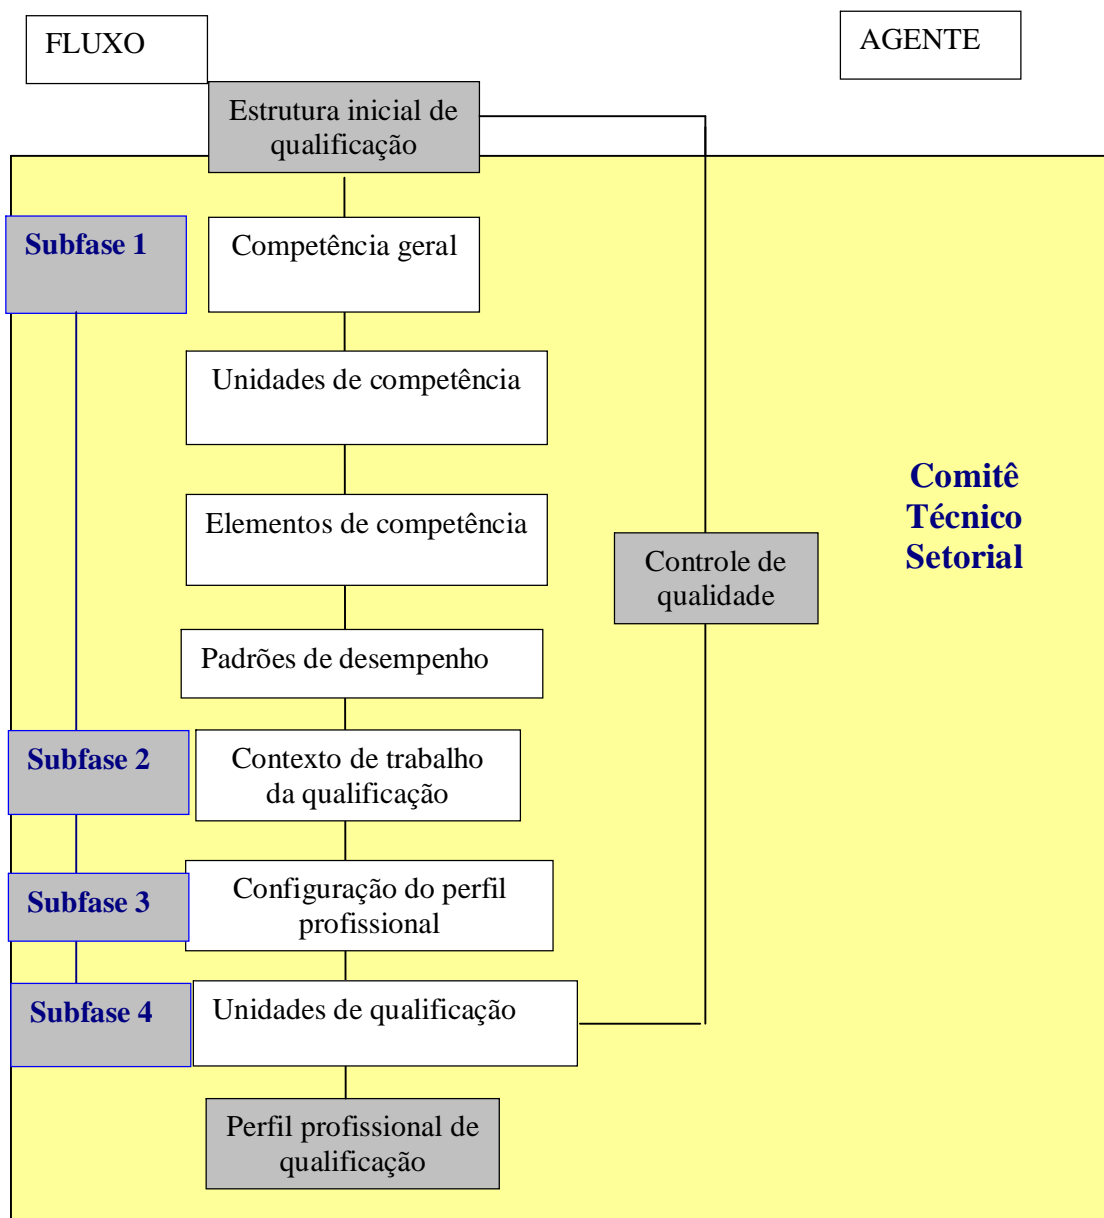 FLUXO
AGENTE
Estrutura inicial de
qualificação
Subfase 1
Competência geral
Unidades de competência
Elementos de competência
Comitê
Técnico
Setorial
Controle de
qualidade
Padrões de desempenho
Subfase 2
Contexto de trabalho
da qualificação
Subfase 3
Configuração do perfil
profissional
Subfase 4
Unidades de qualificação
Perfil profissional de
qualificação